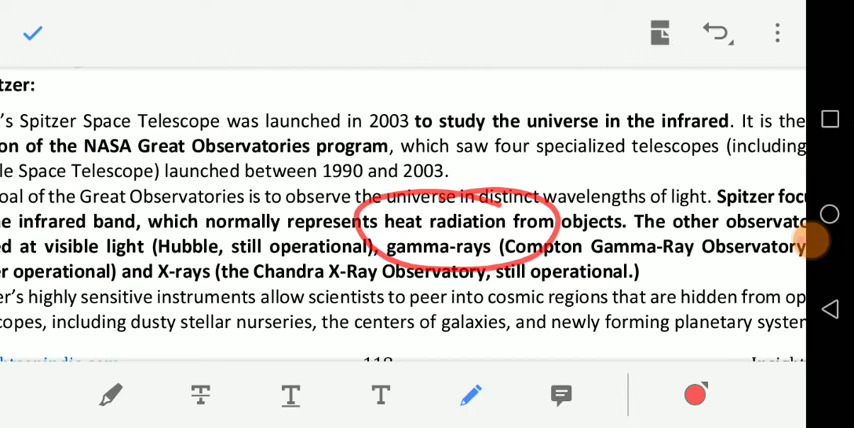 tzer:
's Spitzer Space Telescope was launched in 2003 to study the universe in the infrared. It is the
on of the NASA Great Observatories program, which saw four specialized telescopes (including
le Space Telescope) launched between 1990 and 2003.
oal of the Great Observatories is to observe the universe in distinct wavelengths of light. Spitzer foc
ne infrared band, which normally represents heat radiation from objects. The other observato
ed at visible light (Hubble, still operational), gamma-rays (Compton Gamma-Ray Observatory
er operational) and X-rays (the Chandra X-Ray Observatory, still operational.)
er's highly sensitive instruments allow scientists to peer into cosmic regions that are hidden from op
copes, including dusty stellar nurseries, the centers of galaxies, and newly forming planetary system
118
T T T